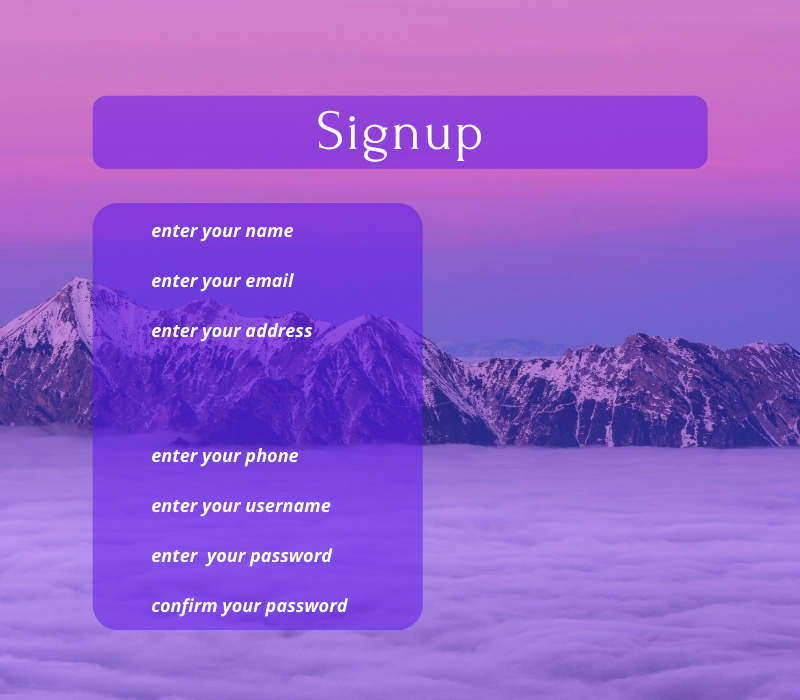 Signup
enter your name
enter your email
enter your address
enter your phone
enter your username
enter  your password
confirm your password